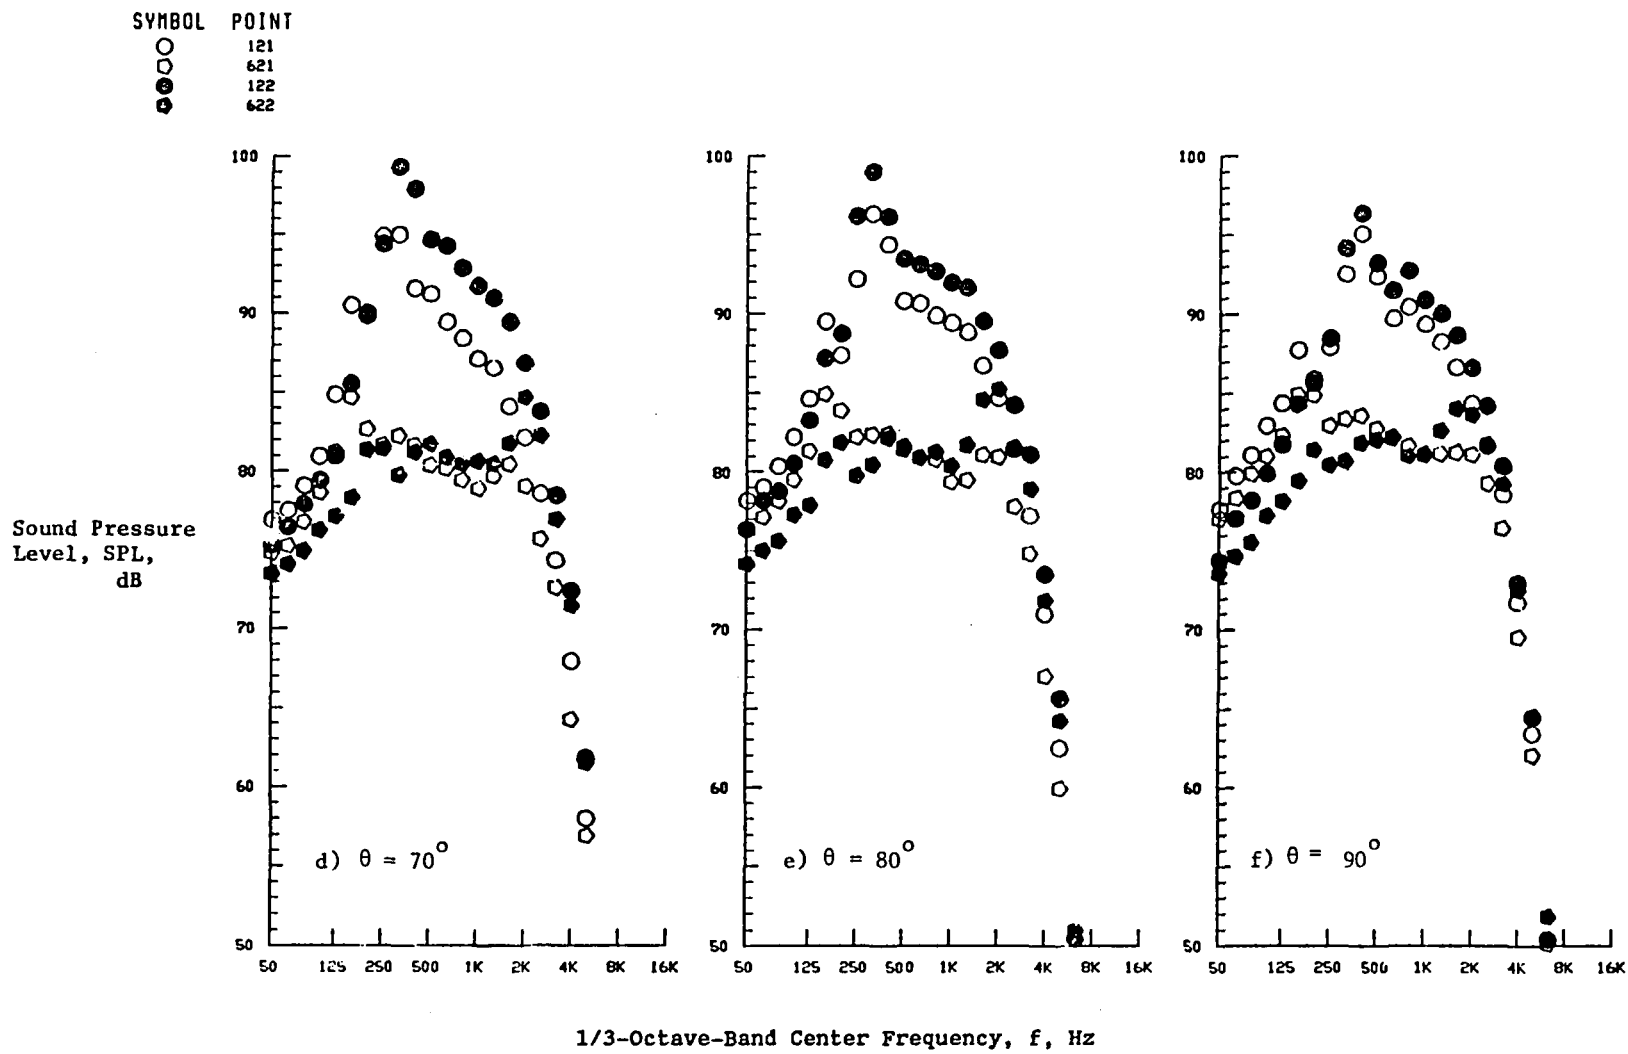 SYMBOL POINT
121
621
122
622
100
90
80
70
60
50
50 125 250 500 1K 2K 4K 8K 16K
d) θ = 70°
100
90
80
70
60
50
50 125 250 500 1K 2K 4K 8K 16K
e) θ = 80°
100
90
80
70
60
50
50 125 250 500 1K 2K 4K 8K 16K
f) θ = 90°
Sound Pressure
Level, SPL,
dB
1/3-Octave-Band Center Frequency, f, Hz